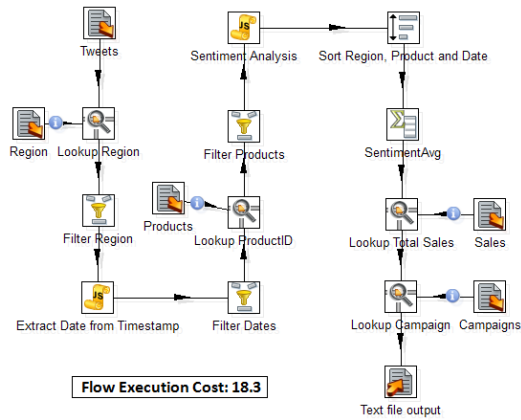 Tweets
Region
Lookup Region
Filter Region
JS
Extract Date from Timestamp
Filter Dates
Products
Lookup ProductID
Filter Products
JS
Sentiment Analysis
Sort Region, Product and Date
SentimentAvg
Lookup Total Sales
Sales
Lookup Campaign
Campaigns
Text file output
Flow Execution Cost: 18.3